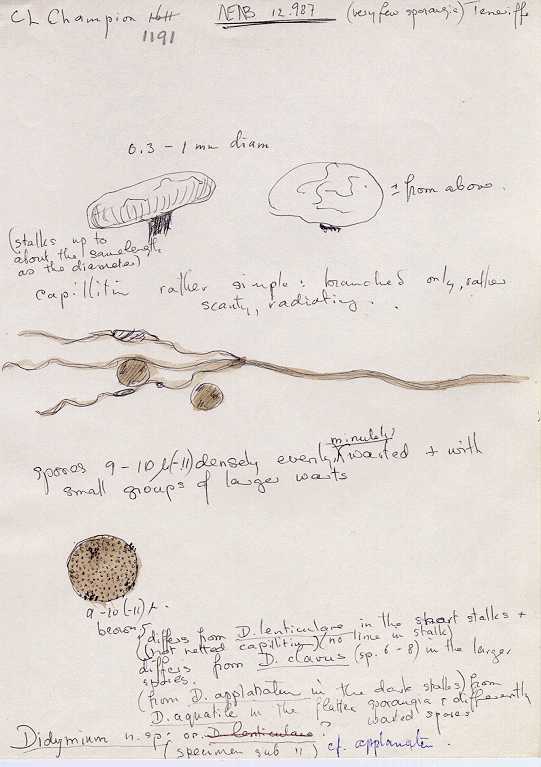 CL Champion 1611 NENB 12.987 (very few sporangia) Teneriffe
1191
0.3 - 1 mm diam
± from above.
(stalks up to
about the same length
as the diameter)
capillitia rather simple: branched only, rather
scanty, radiating.
spores 9-10 (-11) densely evenly minutely warted + with
small groups of larger warts
9-10 (-11) µ.
brown
(differs from D. lenticulare in the short stalks +
(not netted capillitia) (no lime in stalk)
differs from D. clavus (sp. 6-8) in the larger
spores.
(from D. applanatum in the dark stalks) from
D. aquatile in the flatter sporangia & differently
warted spores
Didymium n. sp. or D. lenticulare?
(specimen sub 11) cf. applanatum.